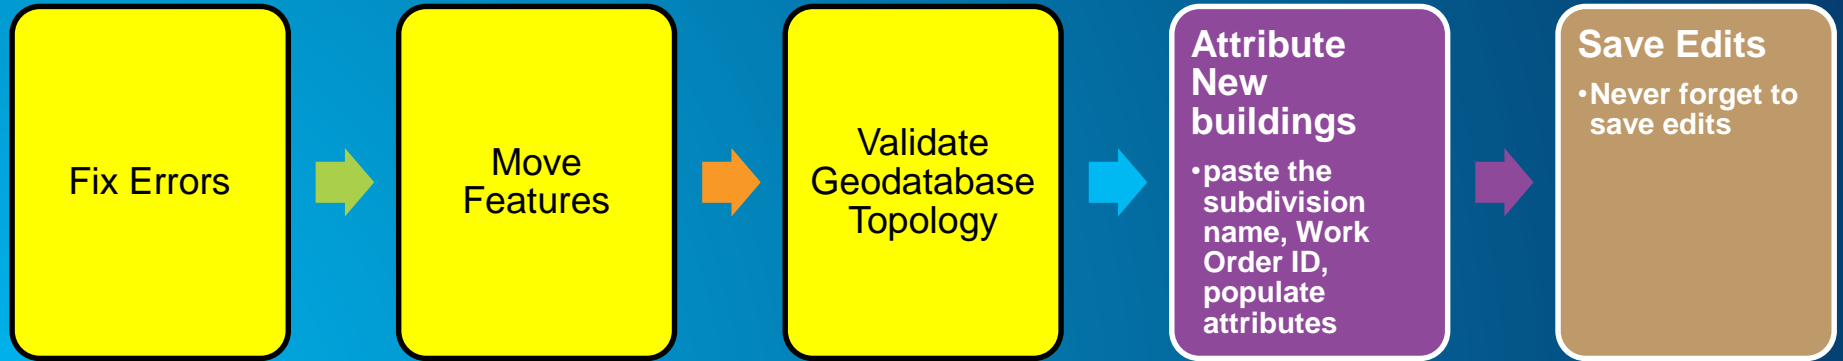 Fix Errors
Move
Features
Validate
Geodatabase
Topology
Attribute
New
buildings
•paste the
subdivision
name, Work
Order ID,
populate
attributes
Save Edits
•Never forget to
save edits